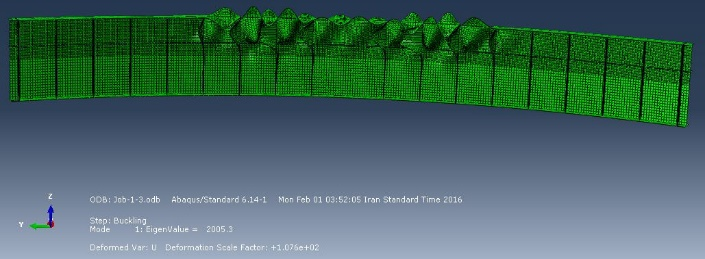 Z
Y
ODB: Job-1-3.odb Abaqus/Standard 6.14-1 Mon Feb 01 03:52:05 Iran Standard Time 2016
Step: Buckling
Mode 1: EigenValue = 2005.3
Deformed Var: U Deformation Scale Factor: +1.076e+02